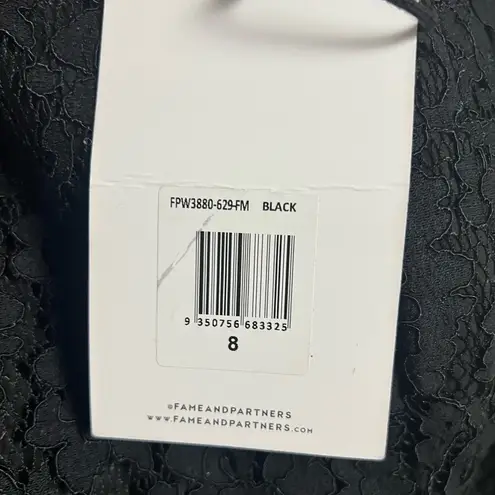 FPW3880-629-FM BLACK
9 350756 683325
8
@FAMEANDPARTNERS
WWW.FAMEANDPARTNERS.COM